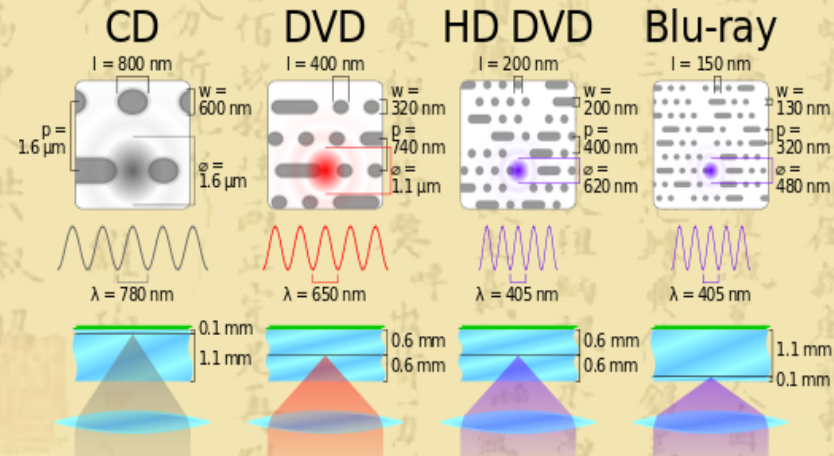 CD
DVD
HD DVD
Blu-ray
l = 800 nm
l = 400 nm
l = 200 nm
l = 150 nm
w =
600 nm
p =
1.6 µm
⌀ =
1.6 µm
w =
320 nm
p =
740 nm
⌀ =
1.1 µm
w =
200 nm
p =
400 nm
⌀ =
620 nm
w =
130 nm
p =
320 nm
⌀ =
480 nm
λ = 780 nm
λ = 650 nm
λ = 405 nm
λ = 405 nm
0.1 mm
1.1 mm
0.6 mm
0.6 mm
0.6 mm
0.6 mm
1.1 mm
0.1 mm